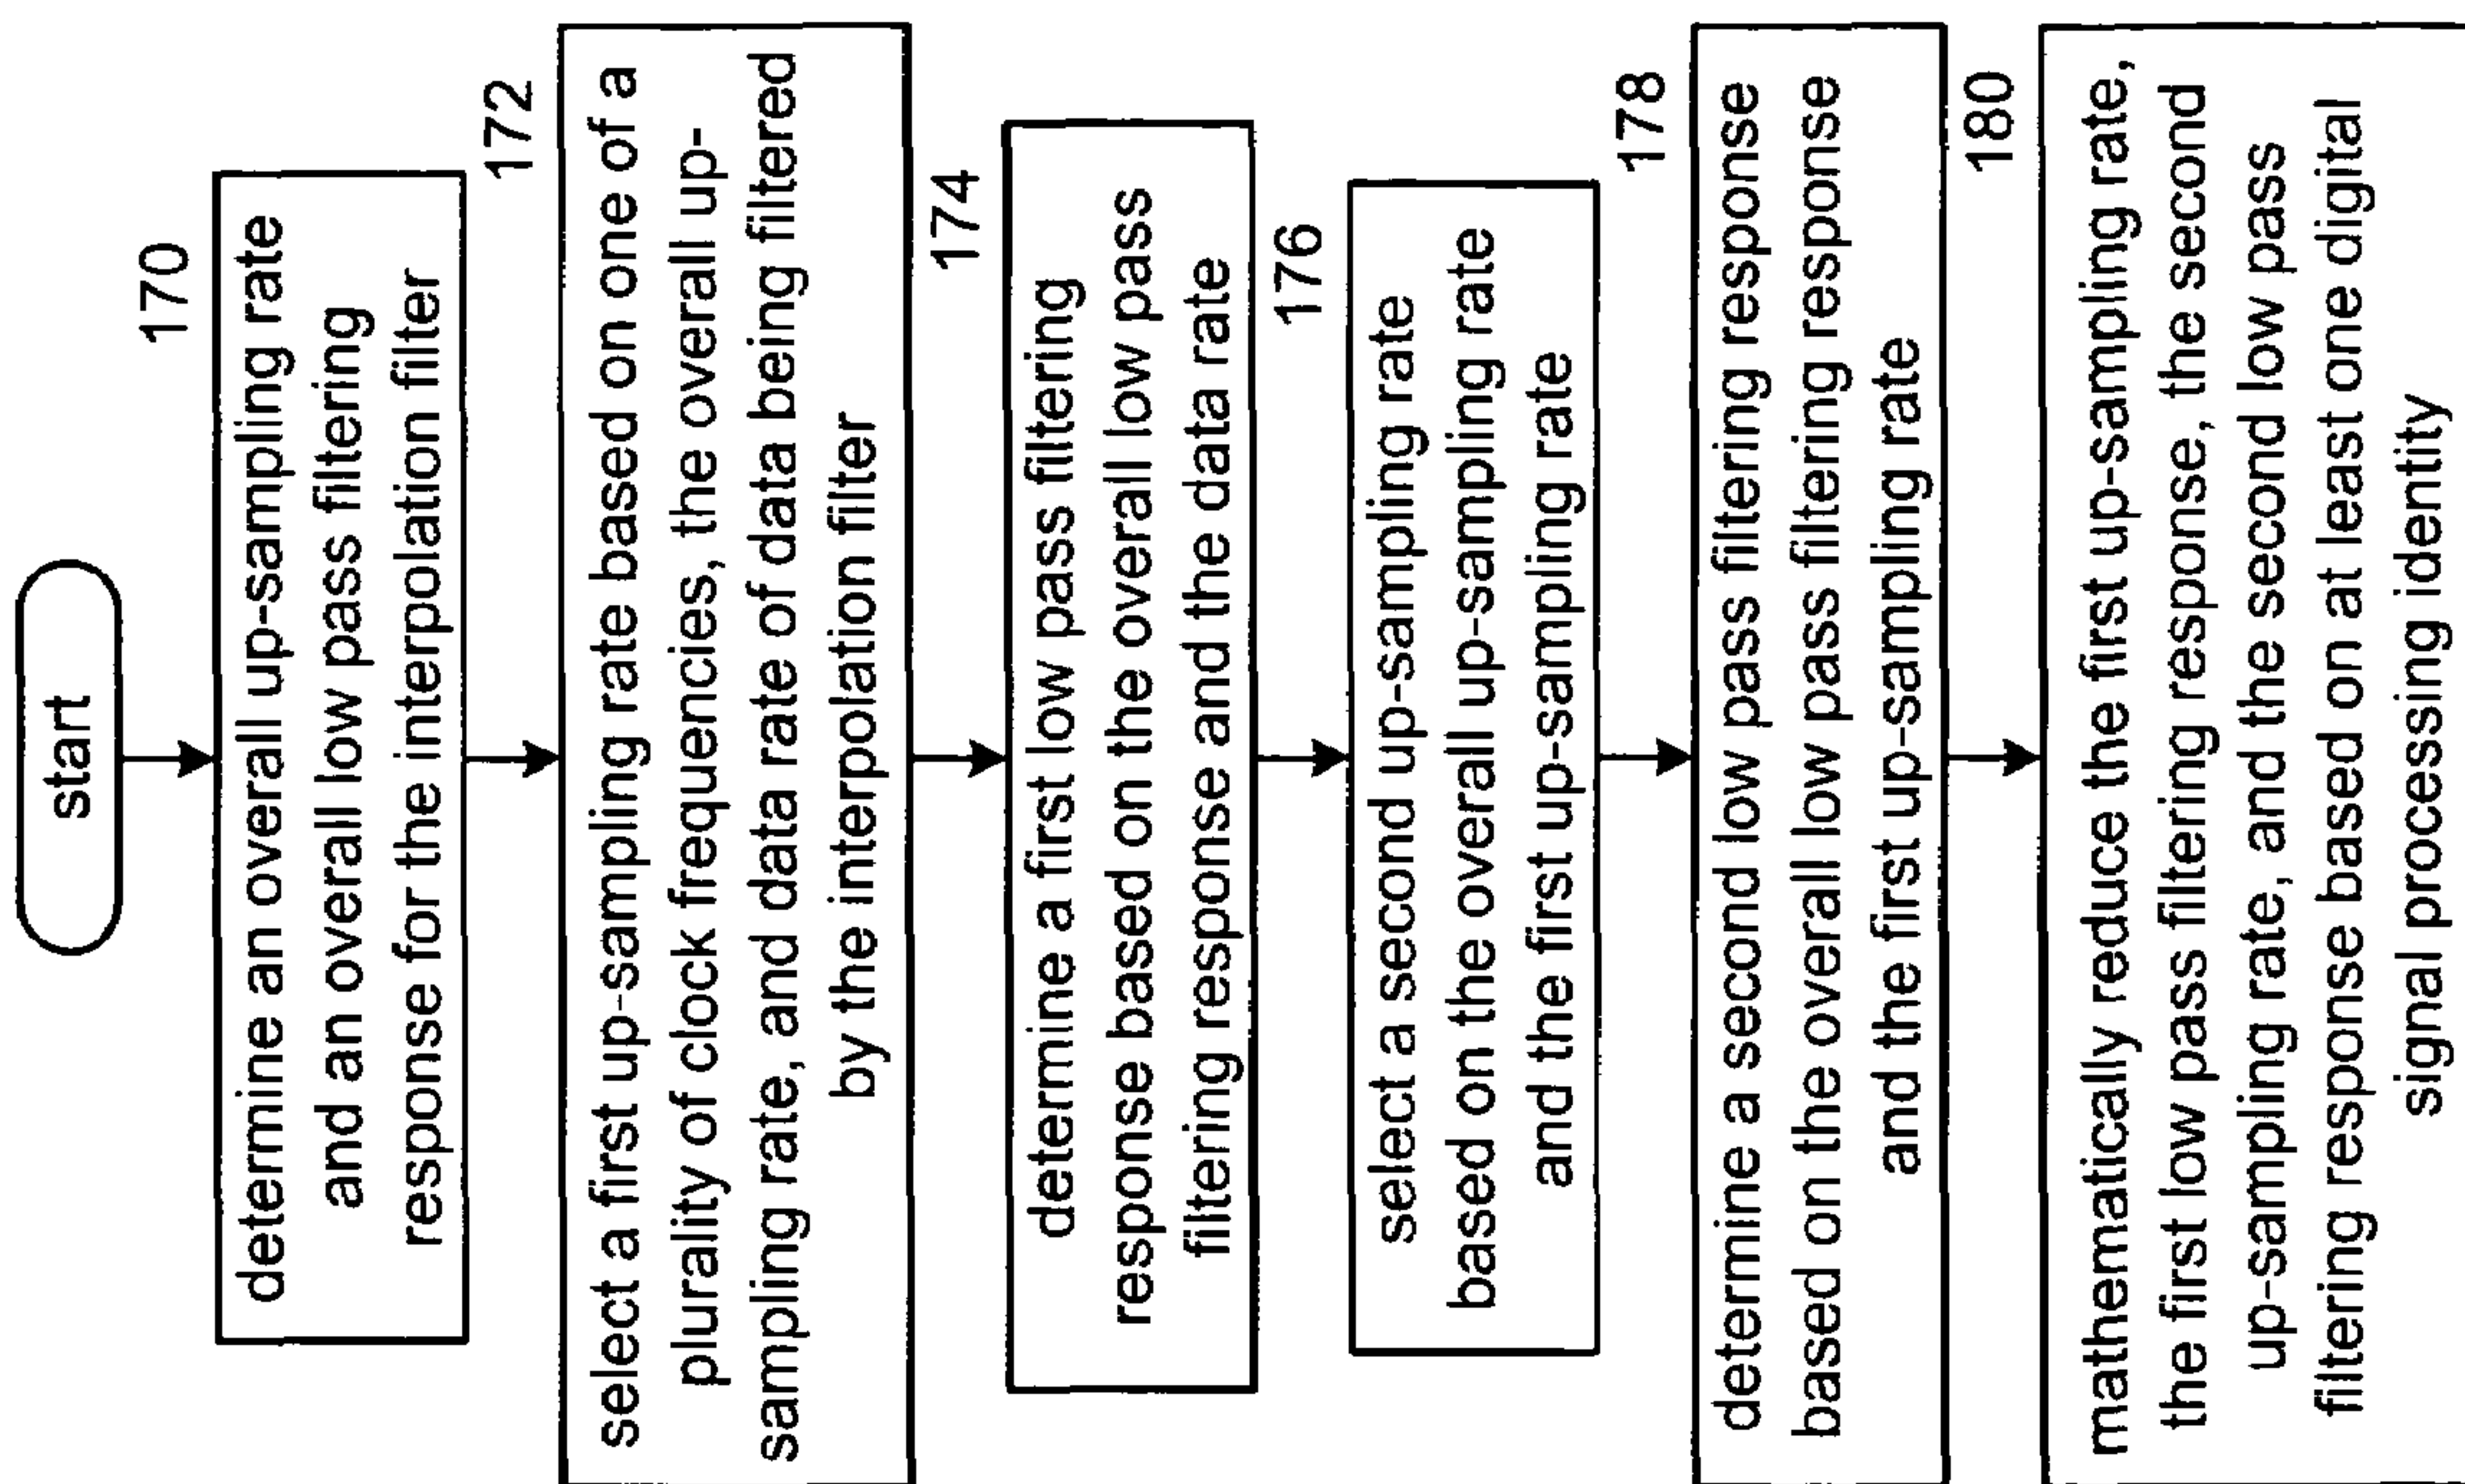 start
170
determine an overall up-sampling rate
and an overall low pass filtering
response for the interpolation filter
172
select a first up-sampling rate based on one of a
plurality of clock frequencies, the overall up-
sampling rate, and data rate of data being filtered
by the interpolation filter
174
determine a first low pass filtering
response based on the overall low pass
filtering response and the data rate
176
select a second up-sampling rate
based on the overall up-sampling rate
and the first up-sampling rate
178
determine a second low pass filtering response
based on the overall low pass filtering response
and the first up-sampling rate
180
mathematically reduce the first up-sampling rate,
the first low pass filtering response, the second
up-sampling rate, and the second low pass
filtering response based on at least one digital
signal processing identity